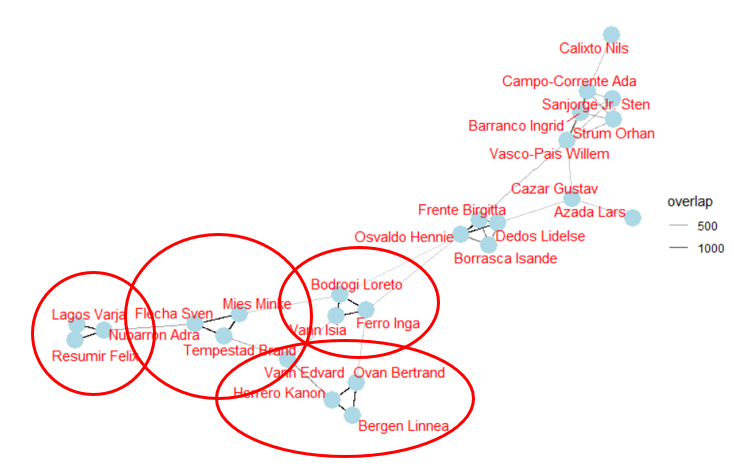 Calixto Nils
Campo-Corrente Ada
Sanjorge Jr Sten
Barranco Ingrid
Strum Orhan
Vasco-Pais Willem
Cazar Gustav
overlap
Frente Birgitta
Azada Lars
500
Osvaldo Hennie
Dedos Lidelse
1000
Borrasca Isande
Bodrogi Loreto
Mies Minke
Lagos Varja
Flecha Sven
Ferro Inga
Vann Isia
Nubarron Adra
Tempestad Brand
Resumir Felix
Vann Edvard
Ovan Bertrand
Herrero Kanon
Bergen Linnea